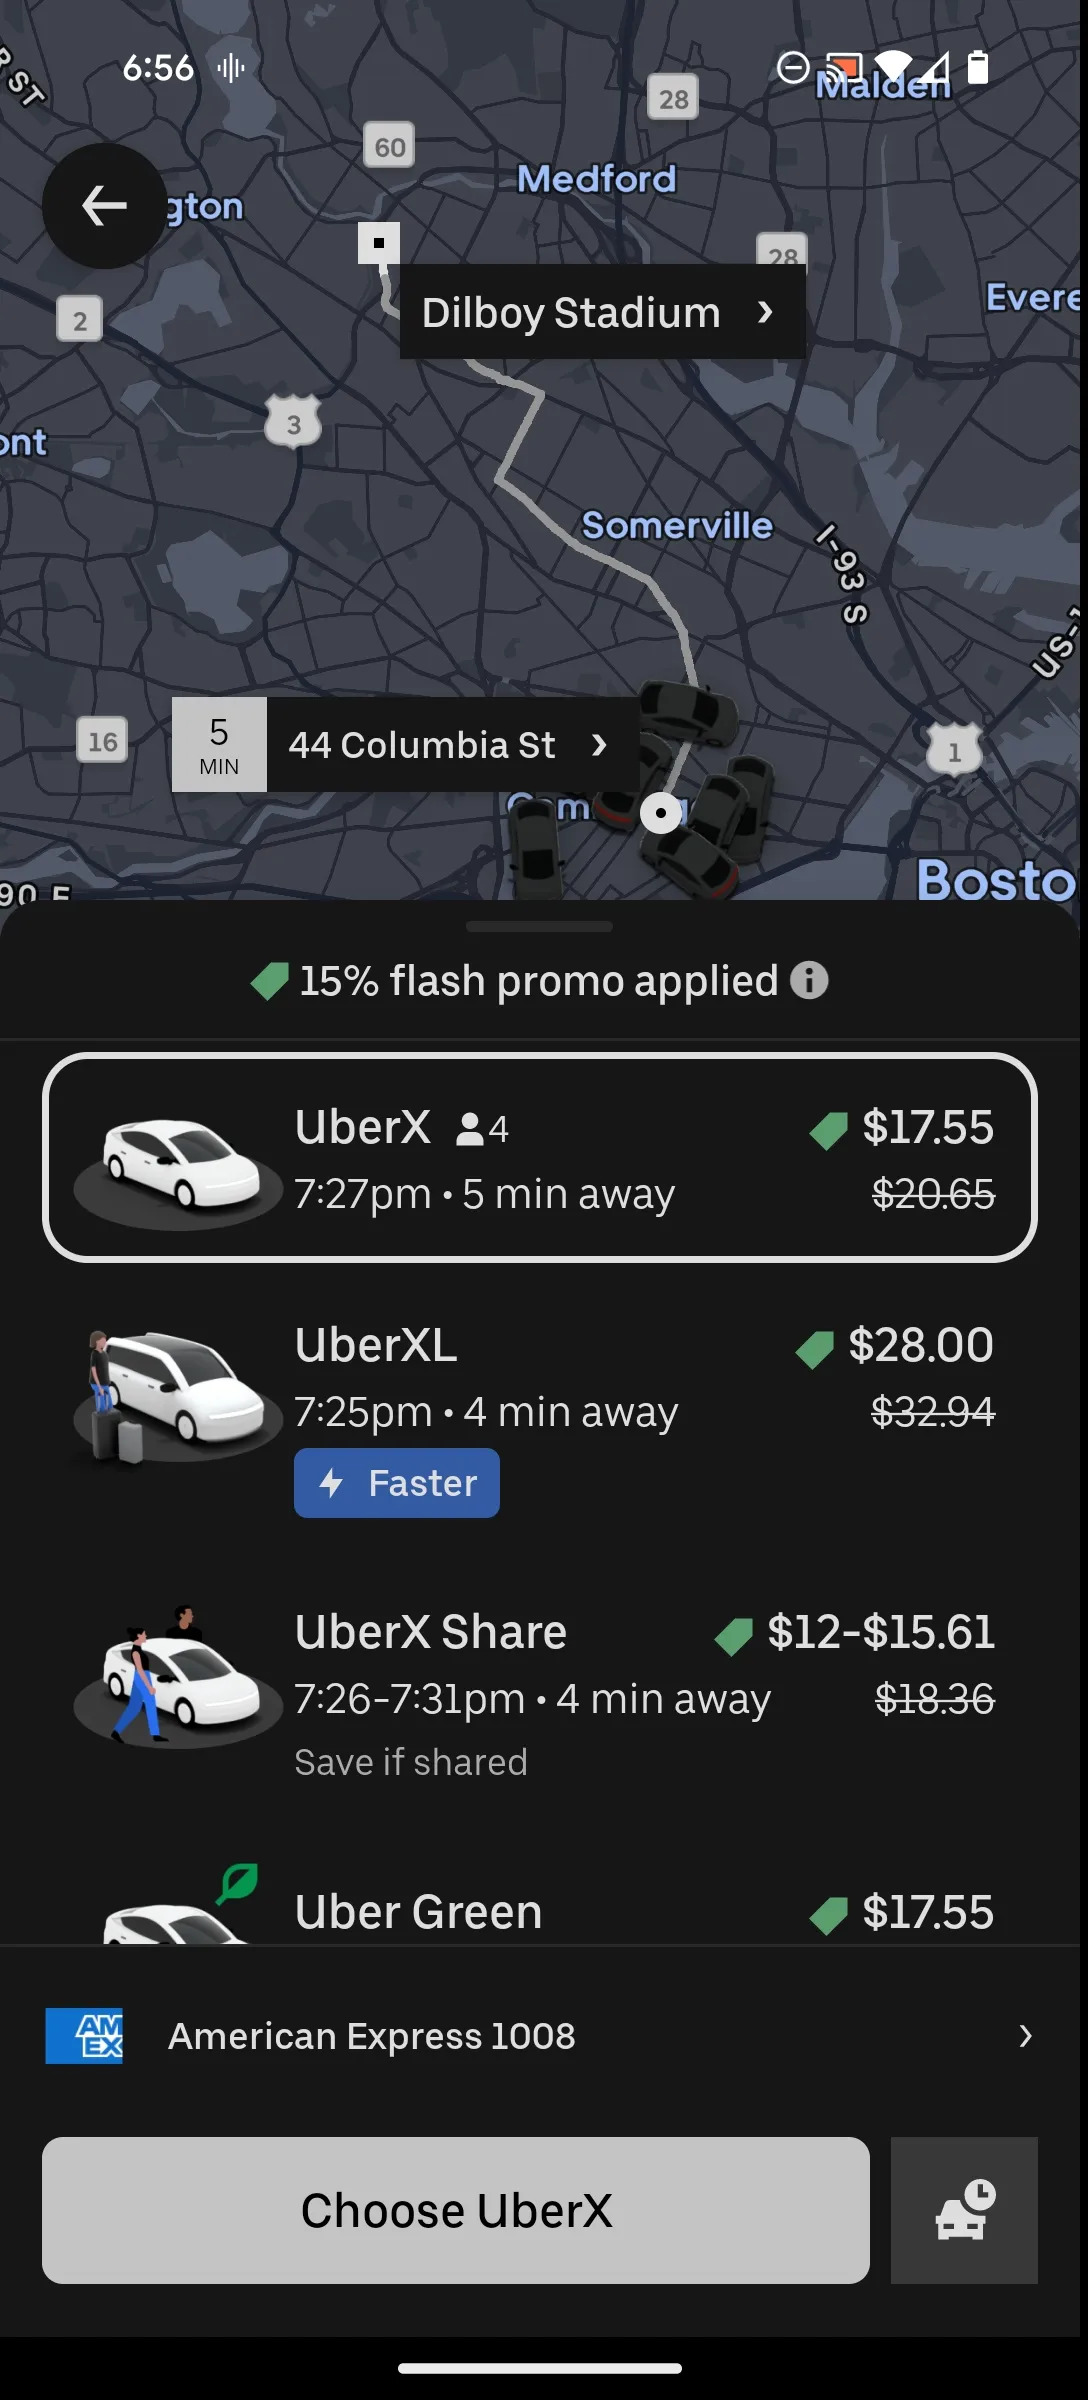 6:56
R ST
Malden
28
60
Medford
gton
28
Dilboy Stadium
Evere
2
3
ont
Somerville
I-93 S
US-1
5
MIN
44 Columbia St
16
1
90 E
Bosto
15% flash promo applied
UberX 4 $17.55
7:27pm • 5 min away $20.65
UberXL $28.00
7:25pm • 4 min away $32.94
Faster
UberX Share $12-$15.61
7:26-7:31pm • 4 min away $18.36
Save if shared
Uber Green $17.55
AM
EX
American Express 1008
Choose UberX